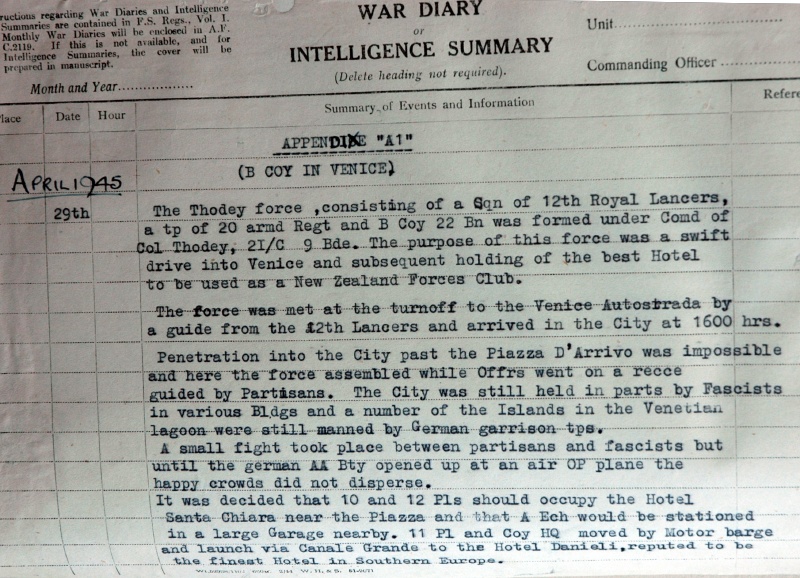 ructions regarding War Diaries and Intelligence
Summaries are contained in F.S. Regs., Vol. I.
Monthly War Diaries will be enclosed in A.F.
C.2119. If this is not available, and for
Intelligence Summaries, the cover will be
prepared in manuscript.
Month and Year
WAR DIARY
or
INTELLIGENCE SUMMARY
(Delete heading not required).
Unit
Commanding Officer
lace
Date
Hour
Summary of Events and Information
Refere
APPENDIXE "A1"
(B COY IN VENICE)
APRIL 1945
29th
The Thodey force ,consisting of a Sqn of 12th Royal Lancers,
a tp of 20 armd Regt and B Coy 22 Bn was formed under Comd of
Col Thodey, 2I/C 9 Bde. The purpose of this force was a swift
drive into Venice and subsequent holding of the best Hotel
to be used as a New Zealand Forces Club.
The force was met at the turnoff to the Venice Autostrada by
a guide from the 12th Lancers and arrived in the City at 1600 hrs.
Penetration into the City past the Piazza D'Arrivo was impossible
and here the force assembled while Offrs went on a recce
guided by Partisans. The City was still held in parts by Fascists
in various Bldgs and a number of the Islands in the Venetian
lagoon were still manned by German garrison tps.
A small fight took place between partisans and fascists but
until the german AA Bty opened up at an air OP plane the
happy crowds did not disperse.
It was decided that 10 and 12 Pls should occupy the Hotel
Santa Chiara near the Piazza and that A Ech would be stationed
in a large Garage nearby. 11 Pl and Coy HQ moved by Motor barge
and launch via Canale Grande to the Hotel Danieli,reputed to be
the finest Hotel in Southern Europe.